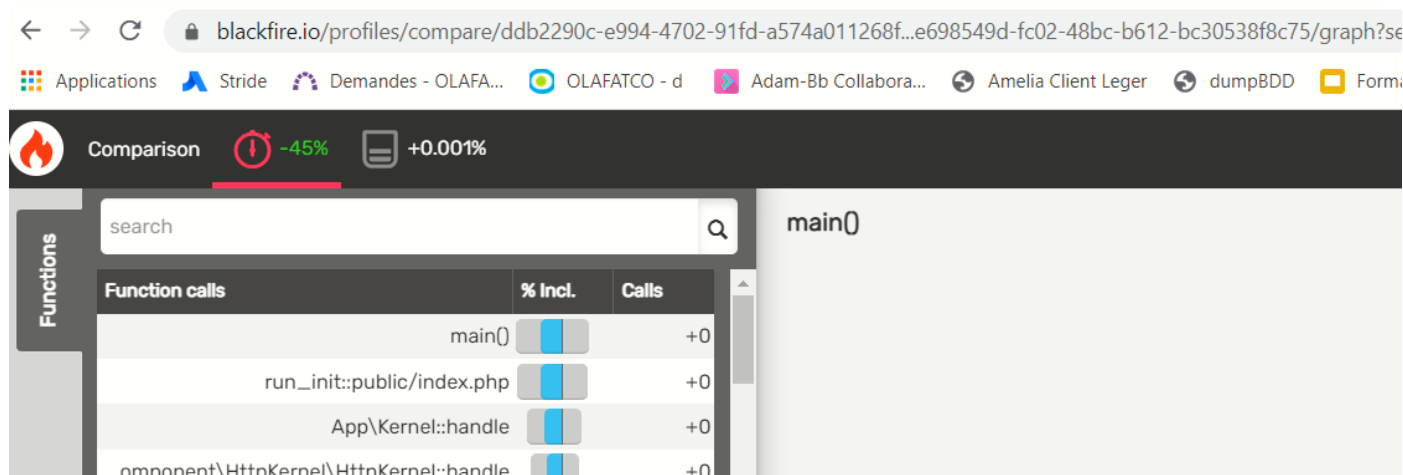 blackfire.io/profiles/compare/ddb2290c-e994-4702-91fd-a574a011268f...e698549d-fc02-48bc-b612-bc30538f8c75/graph?se
Applications Stride Demandes - OLAFA... OLAFATCO - d Adam-Bb Collabora... Amelia Client Leger dumpBDD Forma
Comparison -45% +0.001%
Functions
search
main()
Function calls % Incl. Calls
main() +0
run_init::public/index.php +0
App\Kernel::handle +0
omponent\HttpKernel\HttpKernel::handle +0